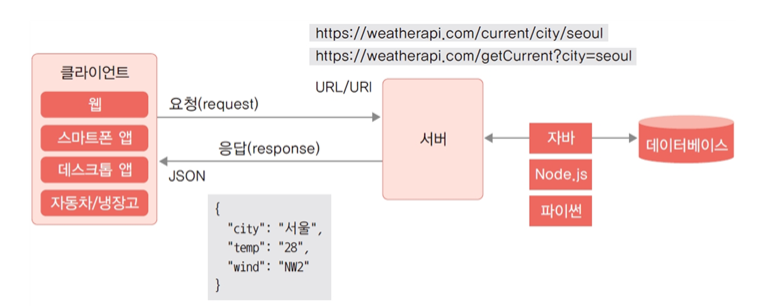 https://weatherapi.com/current/city/seoul
https://weatherapi.com/getCurrent?city=seoul
클라이언트
웹
스마트폰 앱
데스크톱 앱
자동차/냉장고
요청(request)
URL/URI
응답(response)
JSON
{
"city": "서울",
"temp": "28",
"wind": "NW2"
}
서버
자바
Node.js
파이썬
데이터베이스